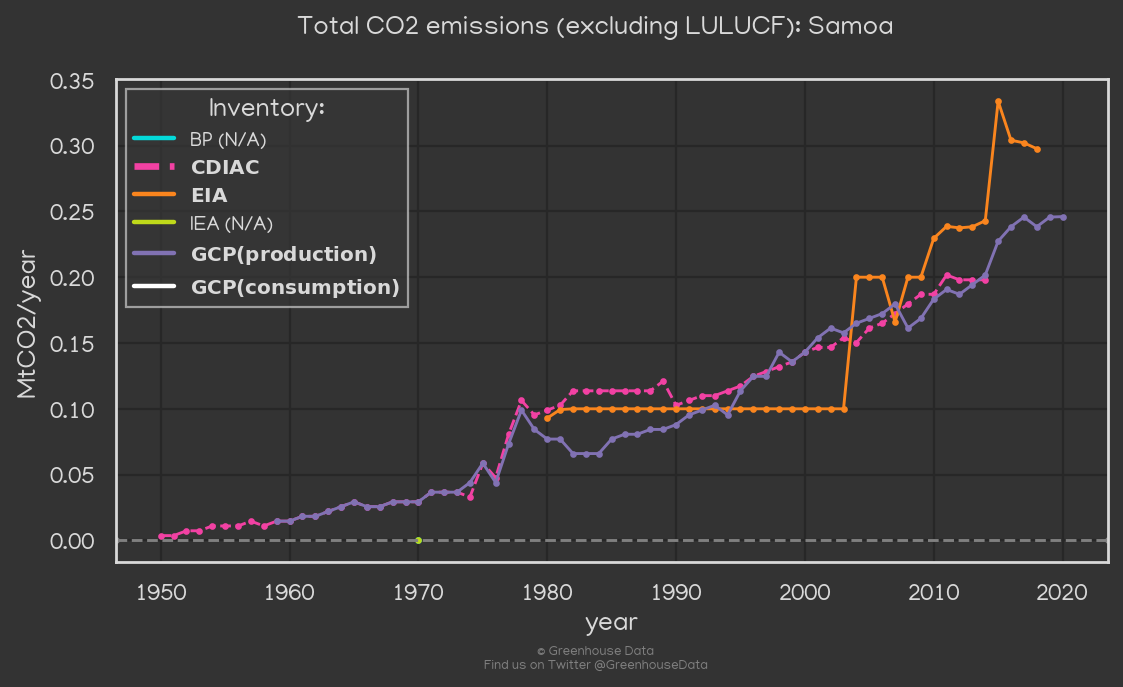 Total CO2 emissions (excluding LULUCF): Samoa
0.35
0.30
0.25
0.20
0.15
0.10
0.05
0.00
MtCO2/year
Inventory:
BP (N/A)
CDIAC
EIA
IEA (N/A)
GCP(production)
GCP(consumption)
1950 1960 1970 1980 1990 2000 2010 2020
year
© Greenhouse Data
Find us on Twitter @GreenhouseData